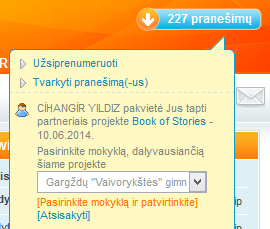 227 pranešimų
Užsiprenumeruoti
Tvarkyti pranešimą(-us)
CİHANGİR YILDIZ pakvietė Jus tapti
partneriais projekte Book of Stories -
10.06.2014.
Pasirinkite mokyklą, dalyvausiančią
šiame projekte
Gargždų "Vaivorykštės" gimn
[Pasirinkite mokyklą ir patvirtinkite]
[Atsisakyti]